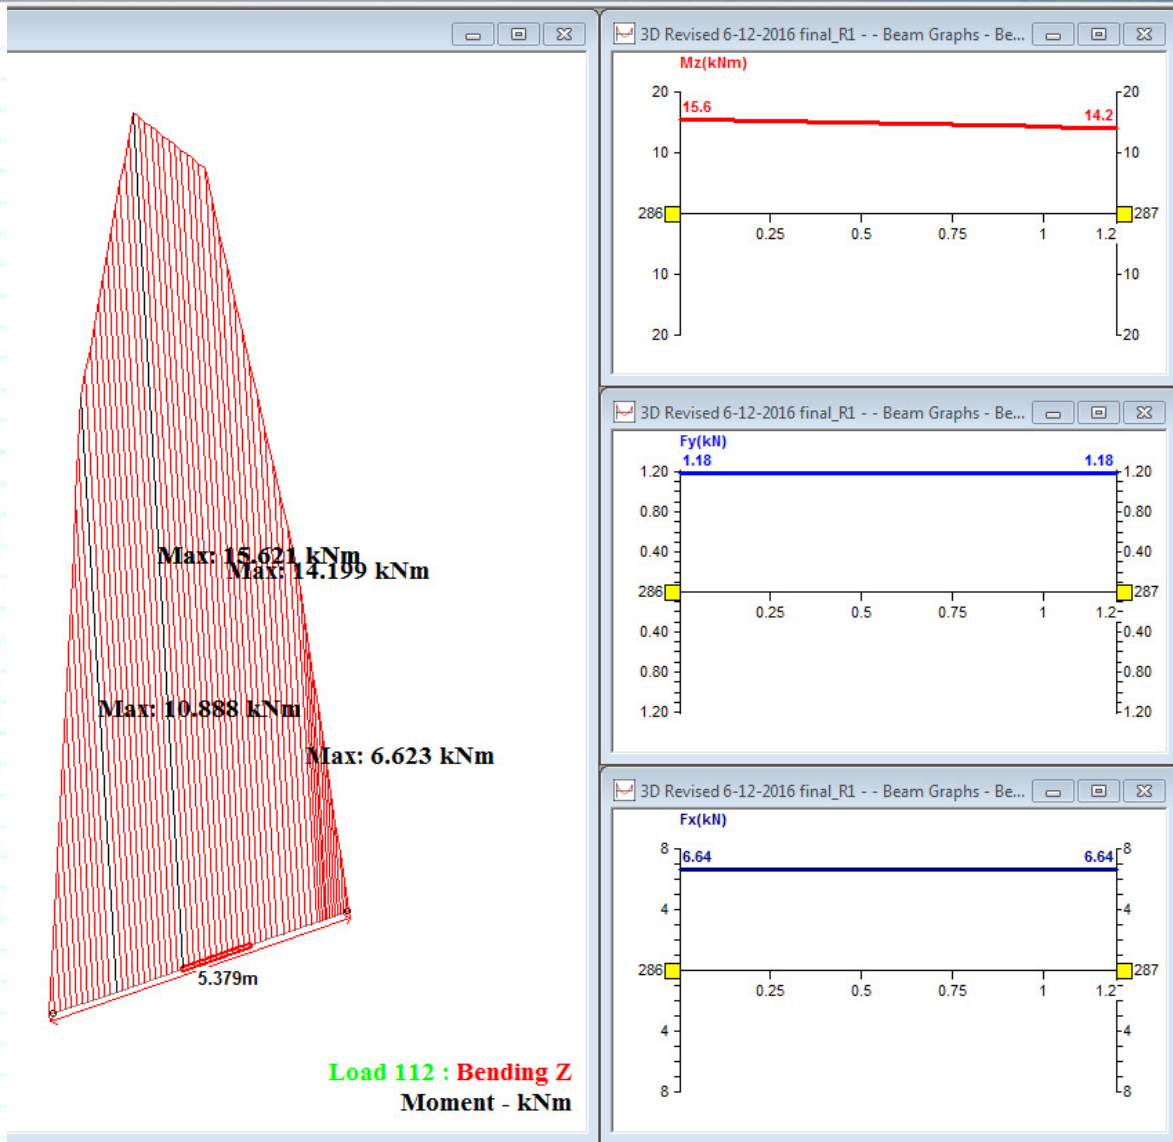 Max: 15.621 kNm
Max: 14.199 kNm
Max: 10.888 kNm
Max: 6.623 kNm
5.379m
Load 112 : Bending Z
Moment - kNm
3D Revised 6-12-2016 final_R1 - - Beam Graphs - Be...
Mz(kNm)
20 20
15.6 14.2
10 10
286 287
0.25 0.5 0.75 1 1.2
10 10
20 20
3D Revised 6-12-2016 final_R1 - - Beam Graphs - Be...
Fy(kN)
1.18 1.18
1.20 1.20
0.80 0.80
0.40 0.40
286 287
0.25 0.5 0.75 1 1.2
0.40 0.40
0.80 0.80
1.20 1.20
3D Revised 6-12-2016 final_R1 - - Beam Graphs - Be...
Fx(kN)
8 8
6.64 6.64
4 4
286 287
0.25 0.5 0.75 1 1.2
4 4
8 8